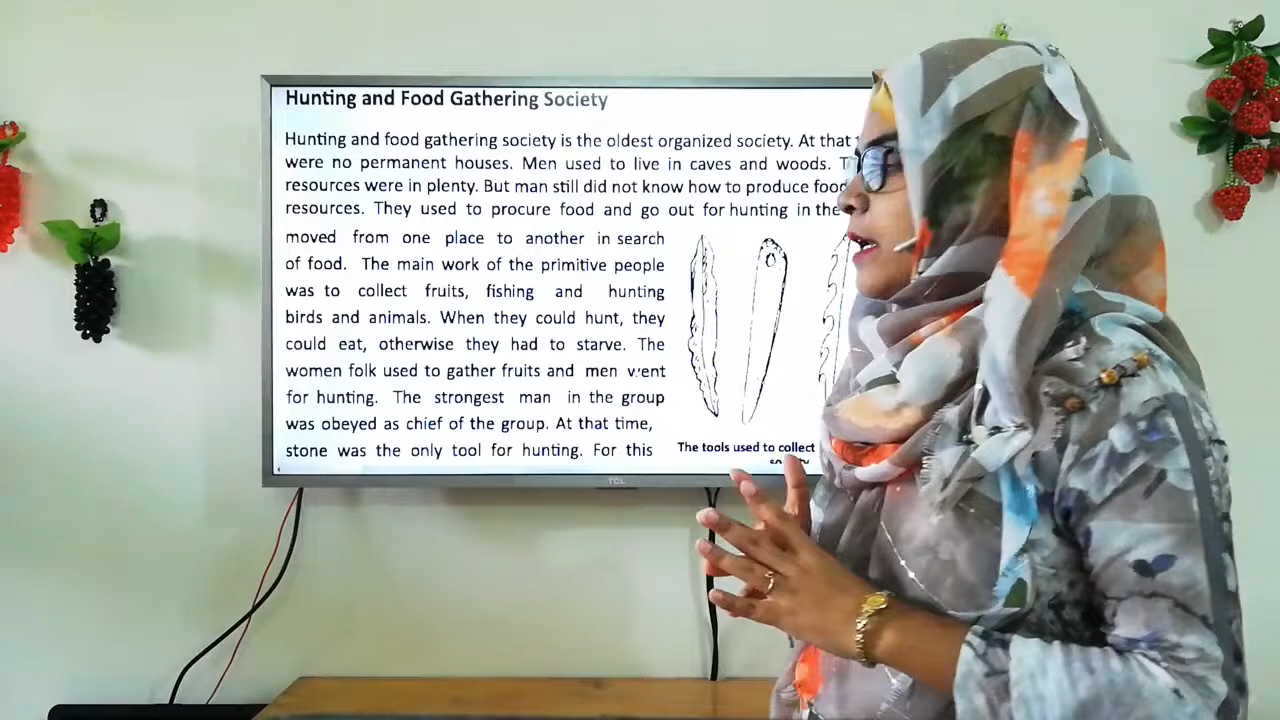 Hunting and Food Gathering Society
Hunting and food gathering society is the oldest organized society. At that
were no permanent houses. Men used to live in caves and woods.
resources were in plenty. But man still did not know how to produce food
resources. They used to procure food and go out for hunting in the
moved from one place to another in search
of food. The main work of the primitive people
was to collect fruits, fishing and hunting
birds and animals. When they could hunt, they
could eat, otherwise they had to starve. The
women folk used to gather fruits and men went
for hunting. The strongest man in the group
was obeyed as chief of the group. At that time,
stone was the only tool for hunting. For this
The tools used to collect
TCL